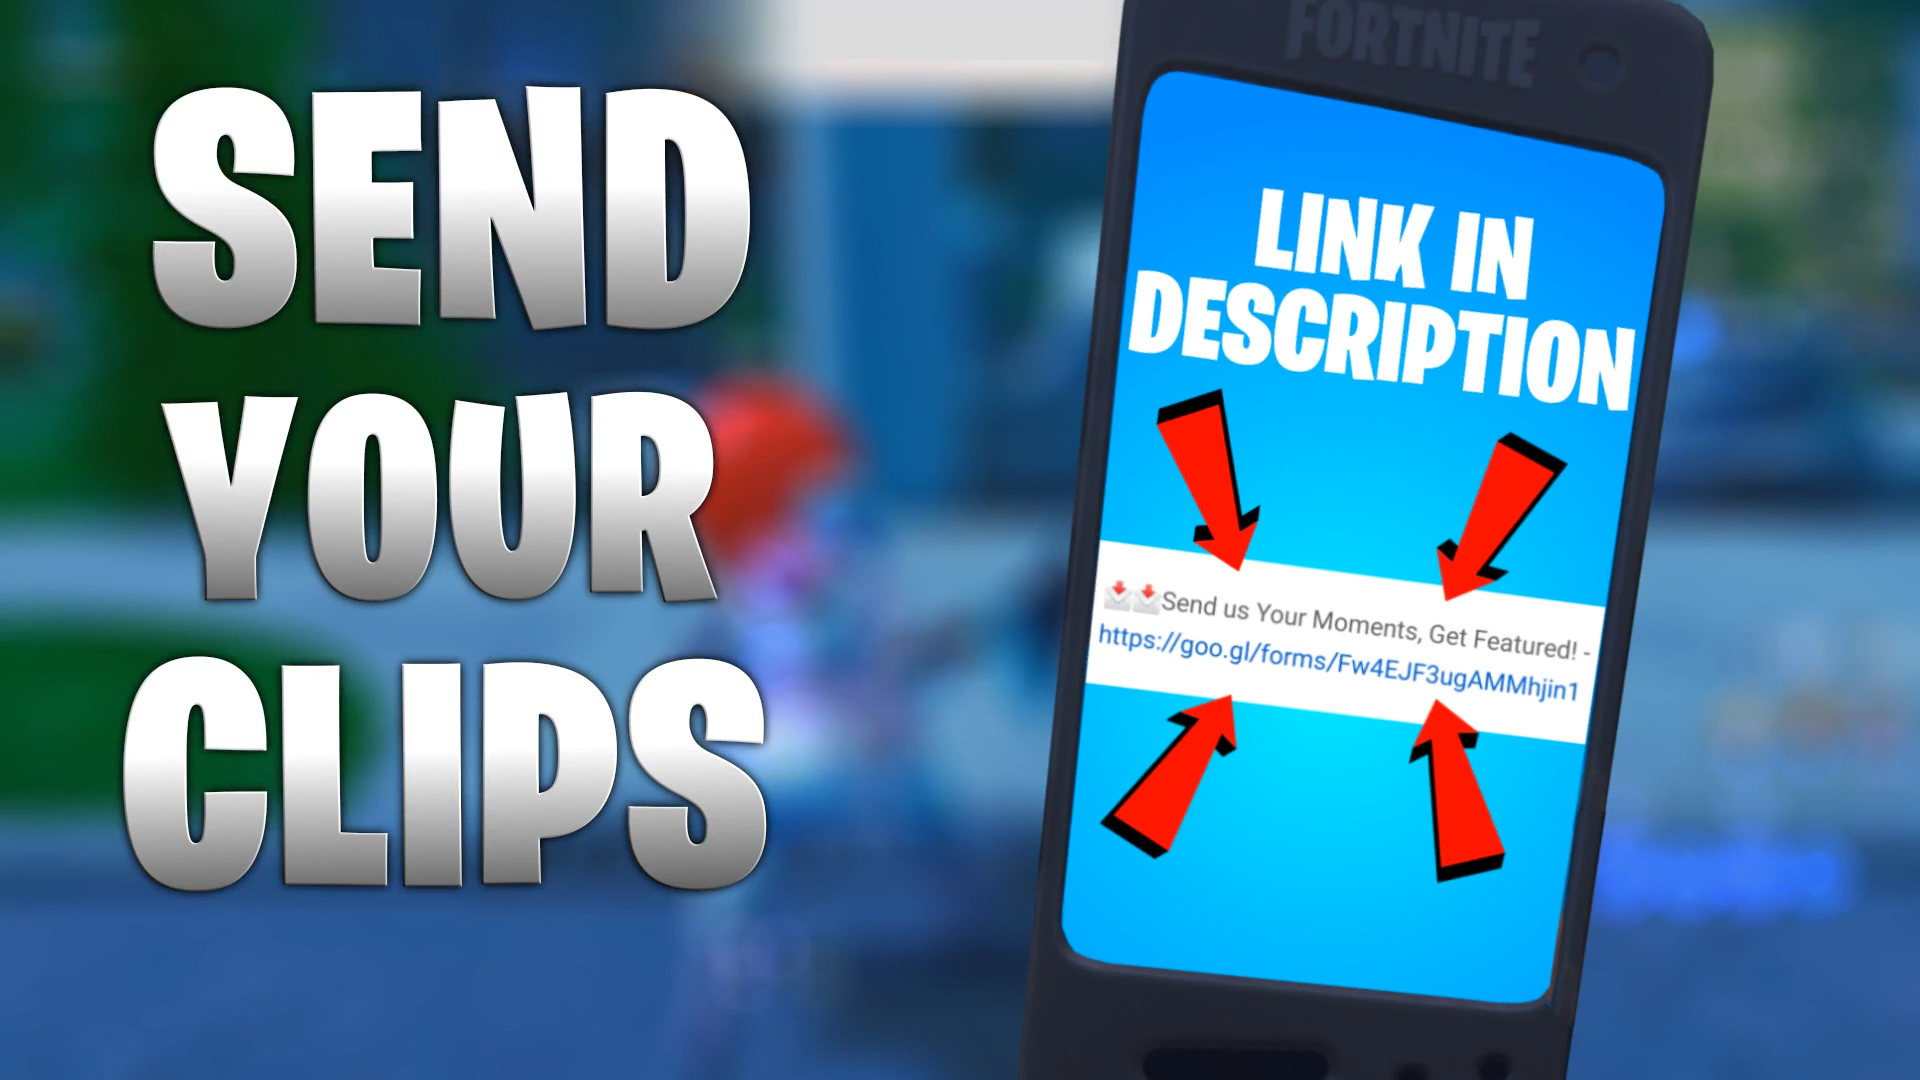 SEND
YOUR
CLIPS
FORTNITE
LINK IN
DESCRIPTION
📩📩Send us Your Moments, Get Featured! -
https://goo.gl/forms/Fw4EJF3ugAMMhjin1